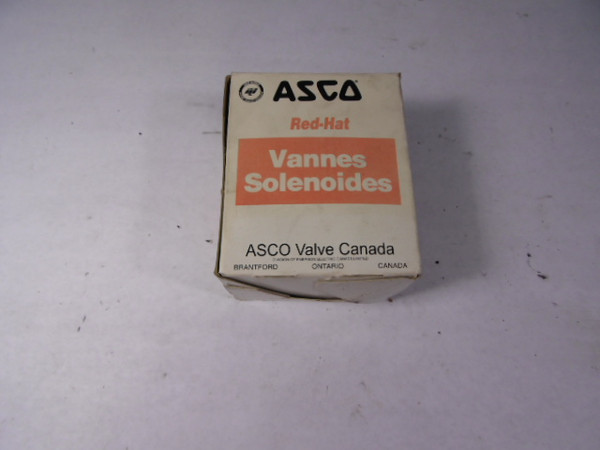 ASCO
Red-Hat
Vannes
Solenoides
ASCO Valve Canada
BRANTFORD ONTARIO CANADA